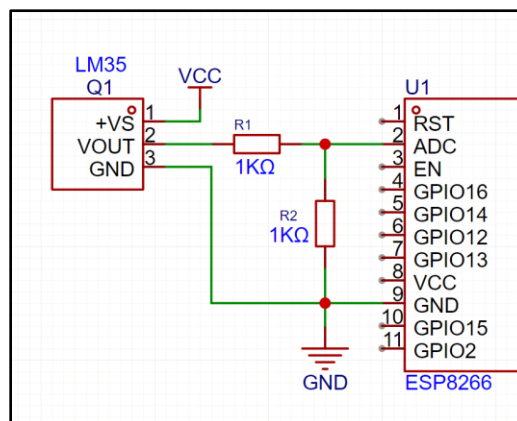 LM35
Q1
VCC
+VS 1
VOUT 2
GND 3
R1
1KΩ
R2
1KΩ
GND
U1
1 RST
2 ADC
3 EN
4 GPIO16
5 GPIO14
6 GPIO12
7 GPIO13
8 VCC
9 GND
10 GPIO15
11 GPIO2
ESP8266